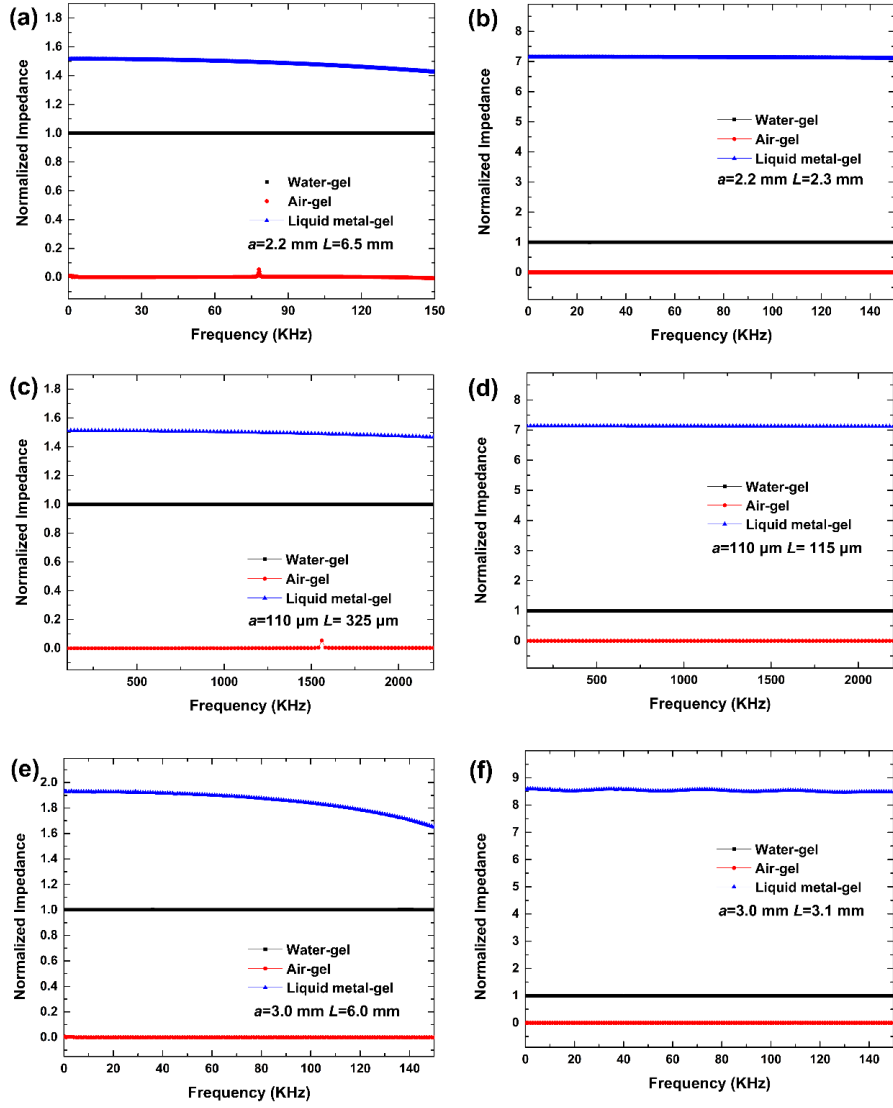 (a)
Normalized Impedance
1.8
1.6
1.4
1.2
1.0
0.8
0.6
0.4
0.2
0.0
Water-gel
Air-gel
Liquid metal-gel
a=2.2 mm L=6.5 mm
0 30 60 90 120 150
Frequency (KHz)
(b)
Normalized Impedance
8
7
6
5
4
3
2
1
0
Water-gel
Air-gel
Liquid metal-gel
a=2.2 mm L=2.3 mm
0 20 40 60 80 100 120 140
Frequency (KHz)
(c)
Normalized Impedance
1.8
1.6
1.4
1.2
1.0
0.8
0.6
0.4
0.2
0.0
Water-gel
Air-gel
Liquid metal-gel
a=110 µm L= 325 µm
500 1000 1500 2000
Frequency (KHz)
(d)
Normalized Impedance
8
7
6
5
4
3
2
1
0
Water-gel
Air-gel
Liquid metal-gel
a=110 µm L= 115 µm
500 1000 1500 2000
Frequency (KHz)
(e)
Normalized Impedance
2.0
1.8
1.6
1.4
1.2
1.0
0.8
0.6
0.4
0.2
0.0
Water-gel
Air-gel
Liquid metal-gel
a=3.0 mm L=6.0 mm
0 20 40 60 80 100 120 140
Frequency (KHz)
(f)
Normalized Impedance
9
8
7
6
5
4
3
2
1
0
Water-gel
Air-gel
Liquid metal-gel
a=3.0 mm L=3.1 mm
0 20 40 60 80 100 120 140
Frequency (KHz)